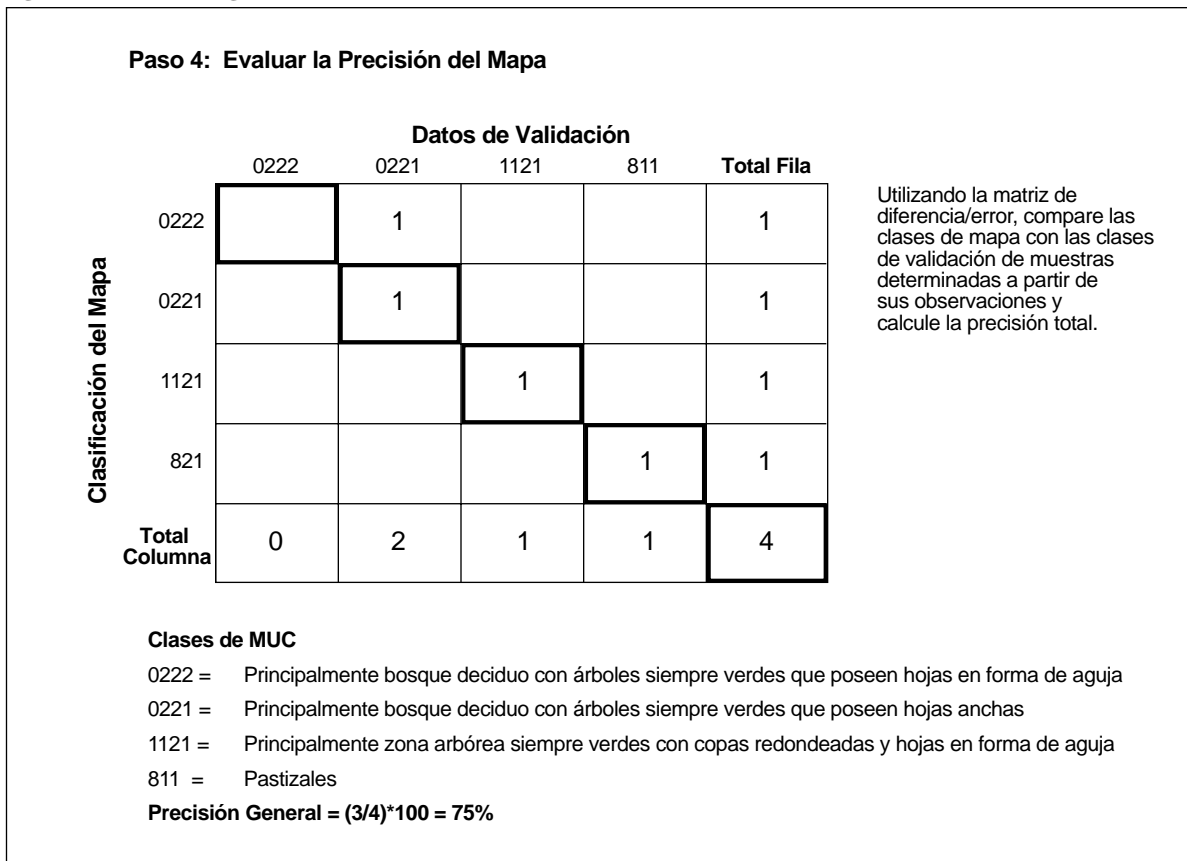 Paso 4: Evaluar la Precisión del Mapa
Datos de Validación
0222 0221 1121 811 Total Fila
Clasificación del Mapa
0222 1 1
0221 1 1
1121 1 1
821 1 1
Total
Columna 0 2 1 1 4
Utilizando la matriz de
diferencia/error, compare las
clases de mapa con las clases
de validación de muestras
determinadas a partir de
sus observaciones y
calcule la precisión total.
Clases de MUC
0222 = Principalmente bosque deciduo con árboles siempre verdes que poseen hojas en forma de aguja
0221 = Principalmente bosque deciduo con árboles siempre verdes que poseen hojas anchas
1121 = Principalmente zona arbórea siempre verdes con copas redondeadas y hojas en forma de aguja
811 = Pastizales
Precisión General = (3/4)*100 = 75%